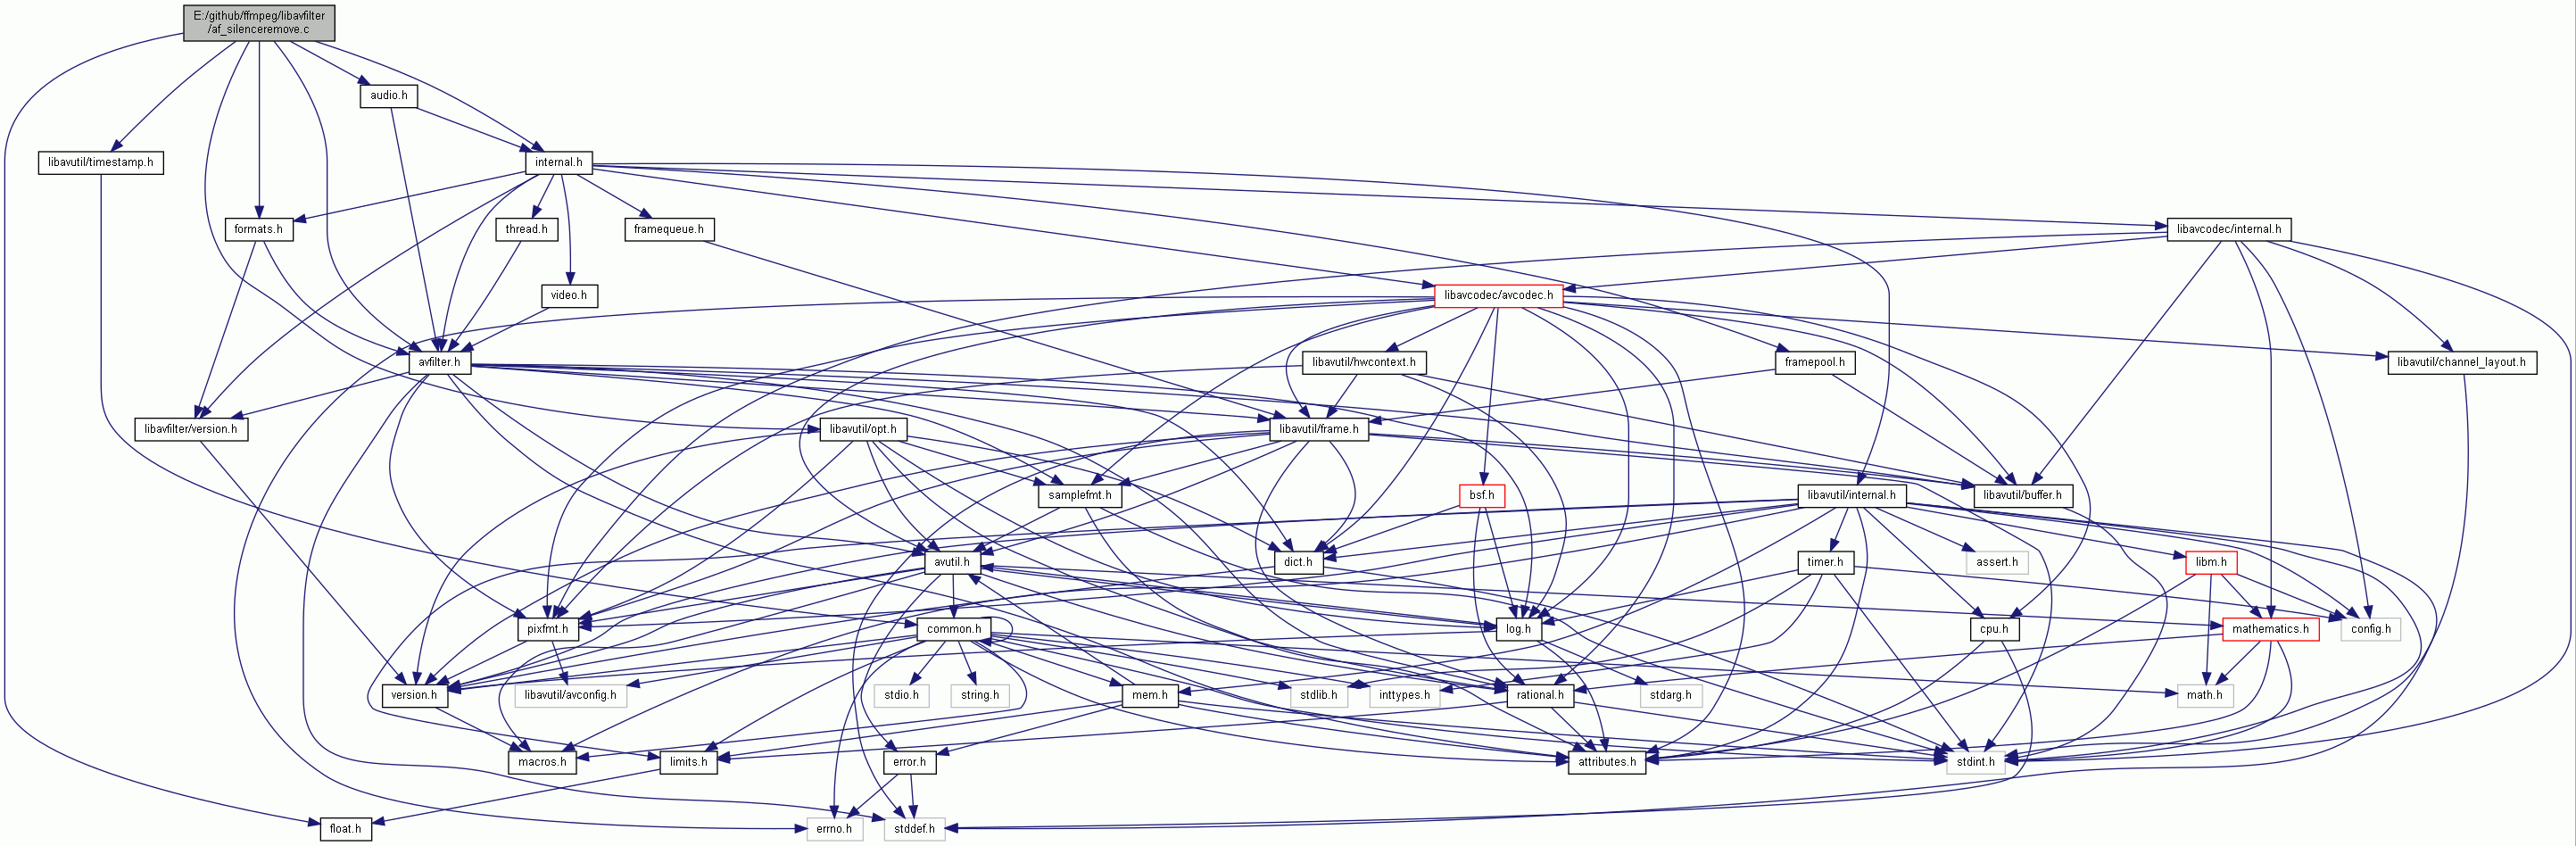 E:/github/ffmpeg/libavfilter
/af_silenceremove.c
audio.h
libavutil/timestamp.h
internal.h
formats.h
thread.h
framequeue.h
libavcodec/internal.h
video.h
libavcodec/avcodec.h
avfilter.h
libavutil/hwcontext.h
framepool.h
libavutil/channel_layout.h
libavfilter/version.h
libavutil/opt.h
libavutil/frame.h
samplefmt.h
bsf.h
libavutil/internal.h
libavutil/buffer.h
avutil.h
dict.h
timer.h
assert.h
libm.h
pixfmt.h
common.h
log.h
cpu.h
mathematics.h
config.h
version.h
libavutil/avconfig.h
stdio.h
string.h
mem.h
stdlib.h
inttypes.h
rational.h
stdarg.h
math.h
macros.h
limits.h
error.h
attributes.h
stdint.h
float.h
errno.h
stddef.h